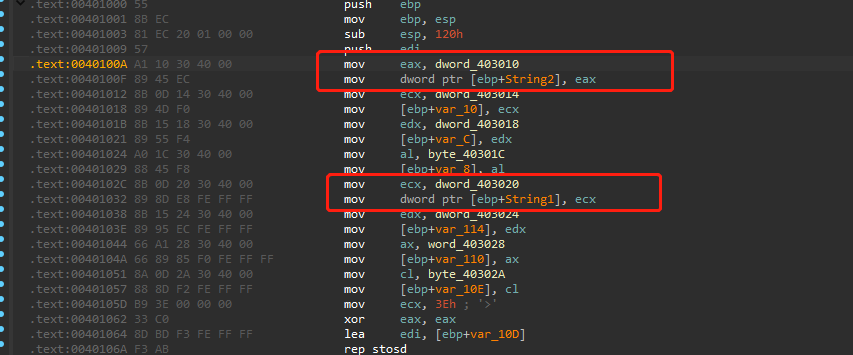 .text:00401000 55 push ebp
.text:00401001 8B EC mov ebp, esp
.text:00401003 81 EC 20 01 00 00 sub esp, 120h
.text:00401009 57 push edi
.text:0040100A A1 10 30 40 00 mov eax, dword_403010
.text:0040100F 89 45 EC mov dword ptr [ebp+String2], eax
.text:00401012 8B 0D 14 30 40 00 mov ecx, dword_403014
.text:00401018 89 4D F0 mov [ebp+var_10], ecx
.text:0040101B 8B 15 18 30 40 00 mov edx, dword_403018
.text:00401021 89 55 F4 mov [ebp+var_C], edx
.text:00401024 A0 1C 30 40 00 mov al, byte_40301C
.text:00401029 88 45 F8 mov [ebp+var_8], al
.text:0040102C 8B 0D 20 30 40 00 mov ecx, dword_403020
.text:00401032 89 8D E8 FE FF FF mov dword ptr [ebp+String1], ecx
.text:00401038 8B 15 24 30 40 00 mov edx, dword_403024
.text:0040103E 89 95 EC FE FF FF mov [ebp+var_114], edx
.text:00401044 66 A1 28 30 40 00 mov ax, word_403028
.text:0040104A 66 89 85 F0 FE FF FF mov [ebp+var_110], ax
.text:00401051 8A 0D 2A 30 40 00 mov cl, byte_40302A
.text:00401057 88 8D F2 FE FF FF mov [ebp+var_10E], cl
.text:0040105D B9 3E 00 00 00 mov ecx, 3Eh ; '>'
.text:00401062 33 C0 xor eax, eax
.text:00401064 8D BD F3 FE FF FF lea edi, [ebp+var_10D]
.text:0040106A F3 AB rep stosd